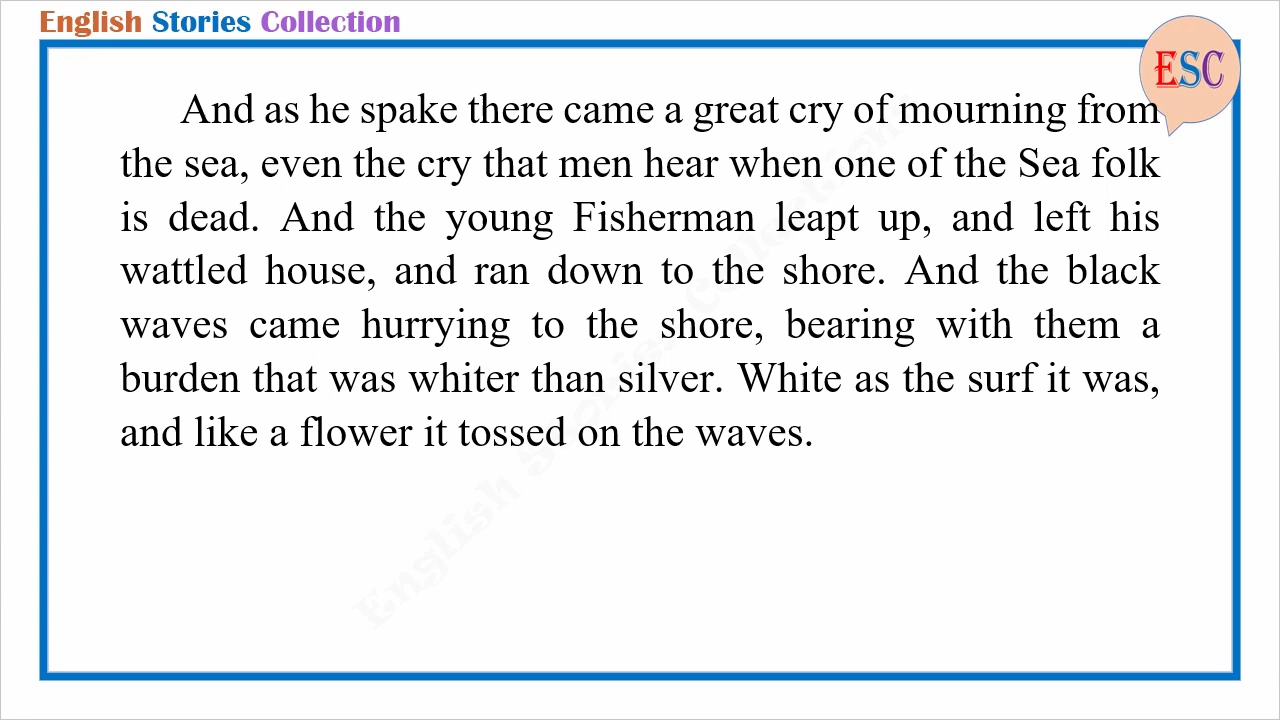 English Stories Collection
ESC
And as he spake there came a great cry of mourning from
the sea, even the cry that men hear when one of the Sea folk
is dead. And the young Fisherman leapt up, and left his
wattled house, and ran down to the shore. And the black
waves came hurrying to the shore, bearing with them a
burden that was whiter than silver. White as the surf it was,
and like a flower it tossed on the waves.
English Stories Collection